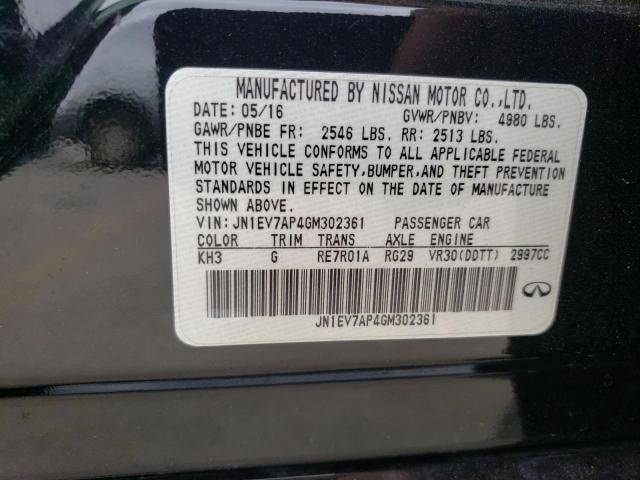 MANUFACTURED BY NISSAN MOTOR CO.,LTD.
DATE: 05/16 GVWR/PNBV: 4980 LBS.
GAWR/PNBE FR: 2546 LBS. RR: 2513 LBS.
THIS VEHICLE CONFORMS TO ALL APPLICABLE FEDERAL
MOTOR VEHICLE SAFETY,BUMPER,AND THEFT PREVENTION
STANDARDS IN EFFECT ON THE DATE OF MANUFACTURE
SHOWN ABOVE.
VIN: JN1EV7AP4GM302361 PASSENGER CAR
COLOR TRIM TRANS AXLE ENGINE
KH3 G RE7R01A RG29 VR30(DDTT) 2997CC
JN1EV7AP4GM302361